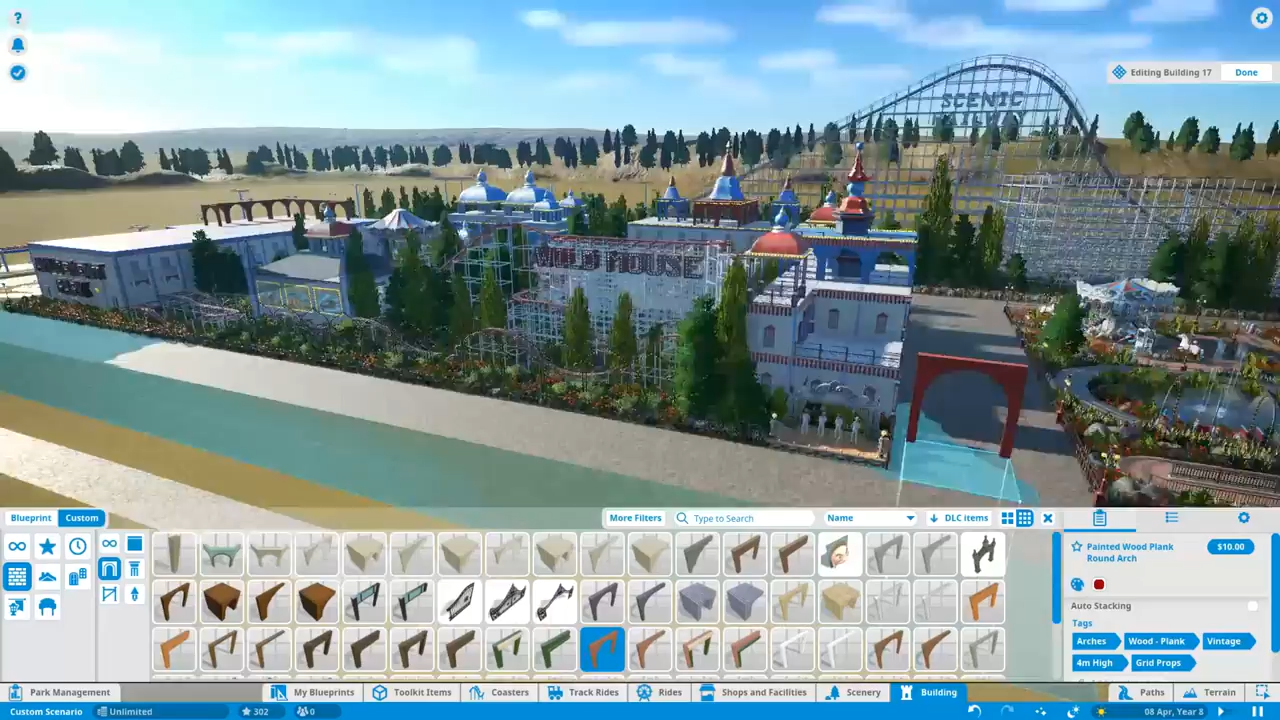 ?
Editing Building 17
Done
SCENIC
RAILWAY
WILD MOUSE
Blueprint
Custom
More Filters
Type to Search
Name
DLC items
Painted Wood Plank
Round Arch
$10.00
Auto Stacking
Tags
Arches
Wood - Plank
Vintage
4m High
Grid Props
Park Management
My Blueprints
Toolkit Items
Coasters
Track Rides
Rides
Shops and Facilities
Scenery
Building
Paths
Terrain
Custom Scenario
Unlimited
302
0
08 Apr, Year 8